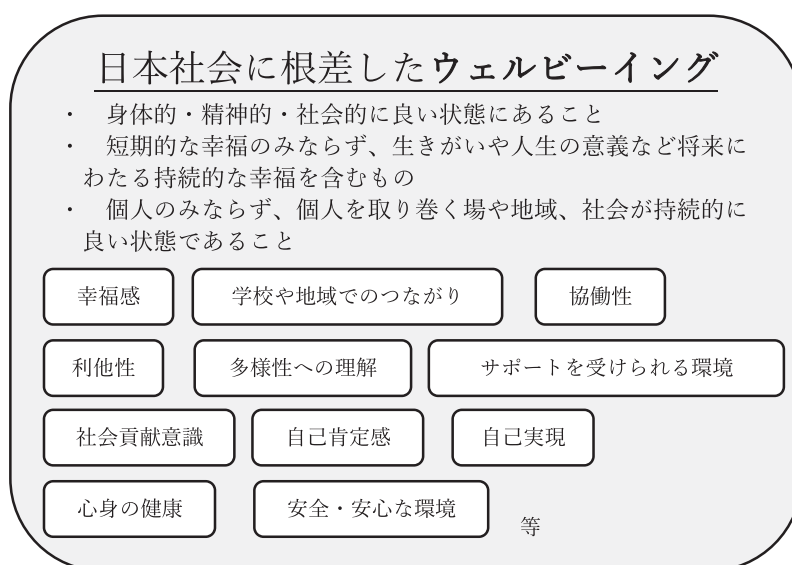 日本社会に根差したウェルビーイング
・　身体的・精神的・社会的に良い状態にあること
・　短期的な幸福のみならず、生きがいや人生の意義など将来に
わたる持続的な幸福を含むもの
・　個人のみならず、個人を取り巻く場や地域、社会が持続的に
良い状態であること
幸福感　学校や地域でのつながり　協働性
利他性　多様性への理解　サポートを受けられる環境
社会貢献意識　自己肯定感　自己実現
心身の健康　安全・安心な環境　等